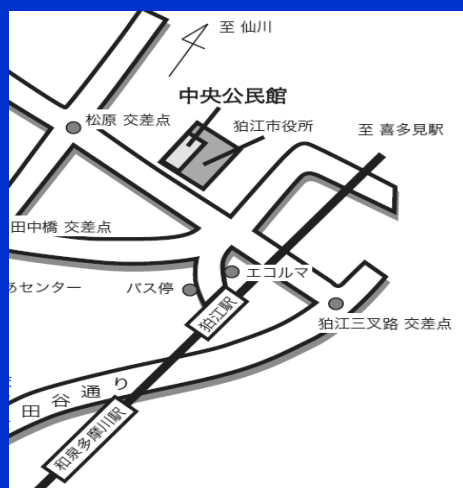 至 仙川
中央公民館
松原 交差点
狛江市役所
至 喜多見駅
田中橋 交差点
エコルマ
センター
バス停
狛江駅
狛江三叉路 交差点
田谷通り
和泉多摩川駅